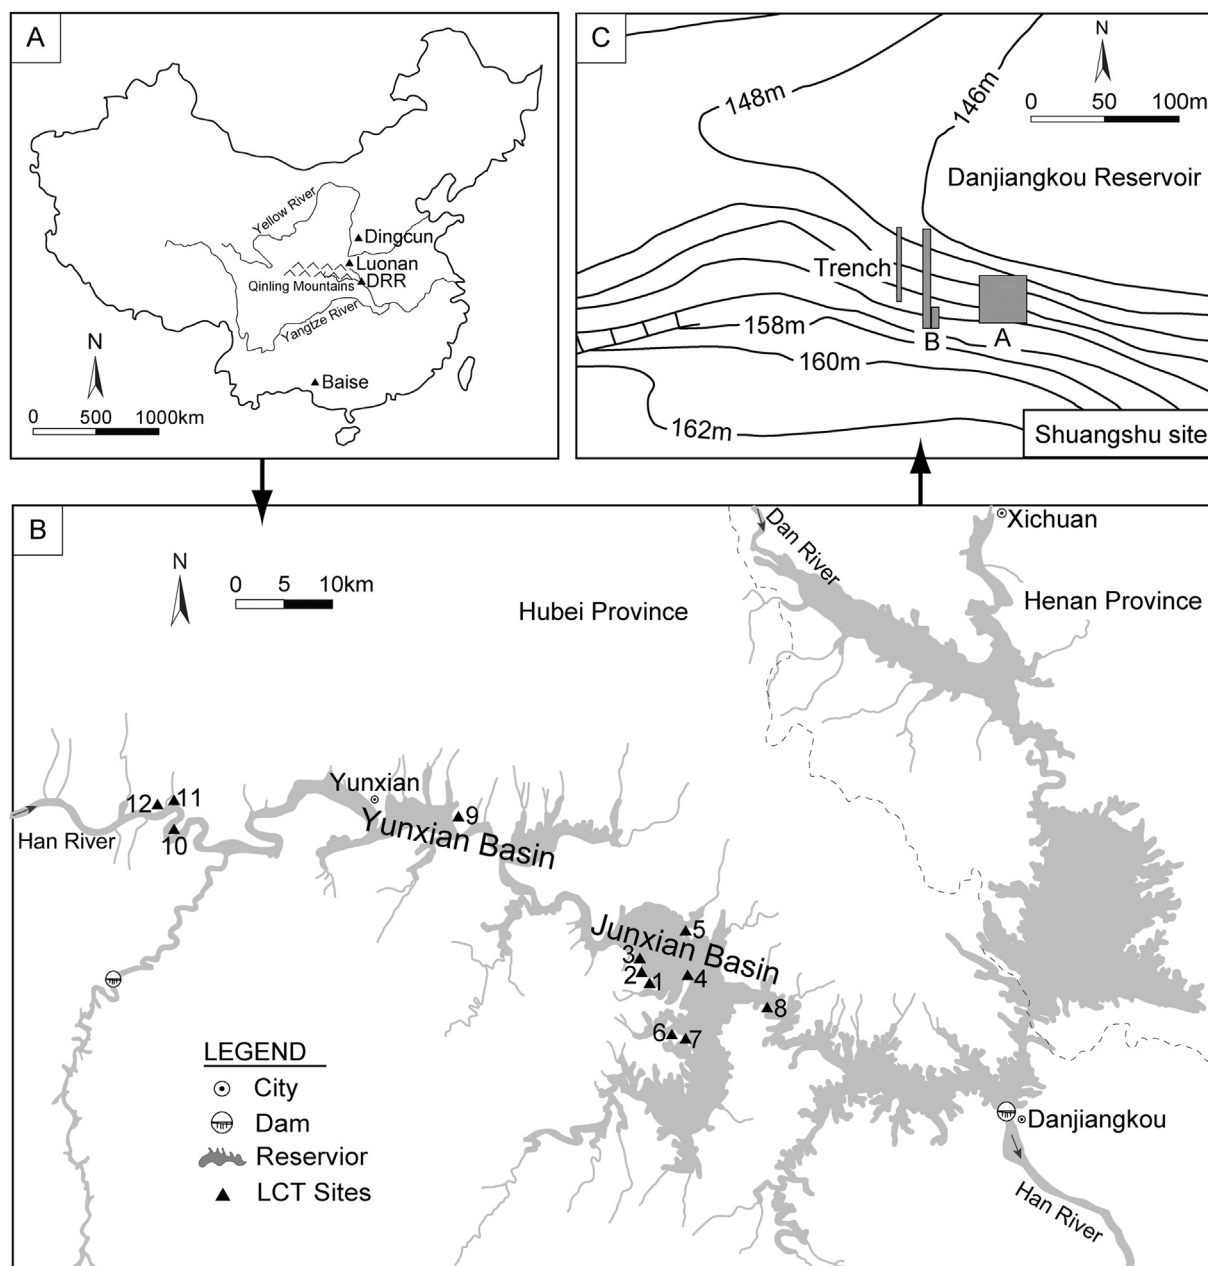 A
Yellow River
Dingcun
Luonan
Qinling Mountains
DRR
Yangtze River
Baise
N
0 500 1000km
C
N
0 50 100m
148m
146m
Danjiangkou Reservoir
Trench
B
A
158m
160m
162m
Shuangshu site
B
N
0 5 10km
Hubei Province
Dan River
Xichuan
Henan Province
Yunxian
12
11
10
Han River
9
Yunxian Basin
Junxian Basin
5
3
2
1
4
8
6
7
LEGEND
City
Dam
Reservior
LCT Sites
Danjiangkou
Han River